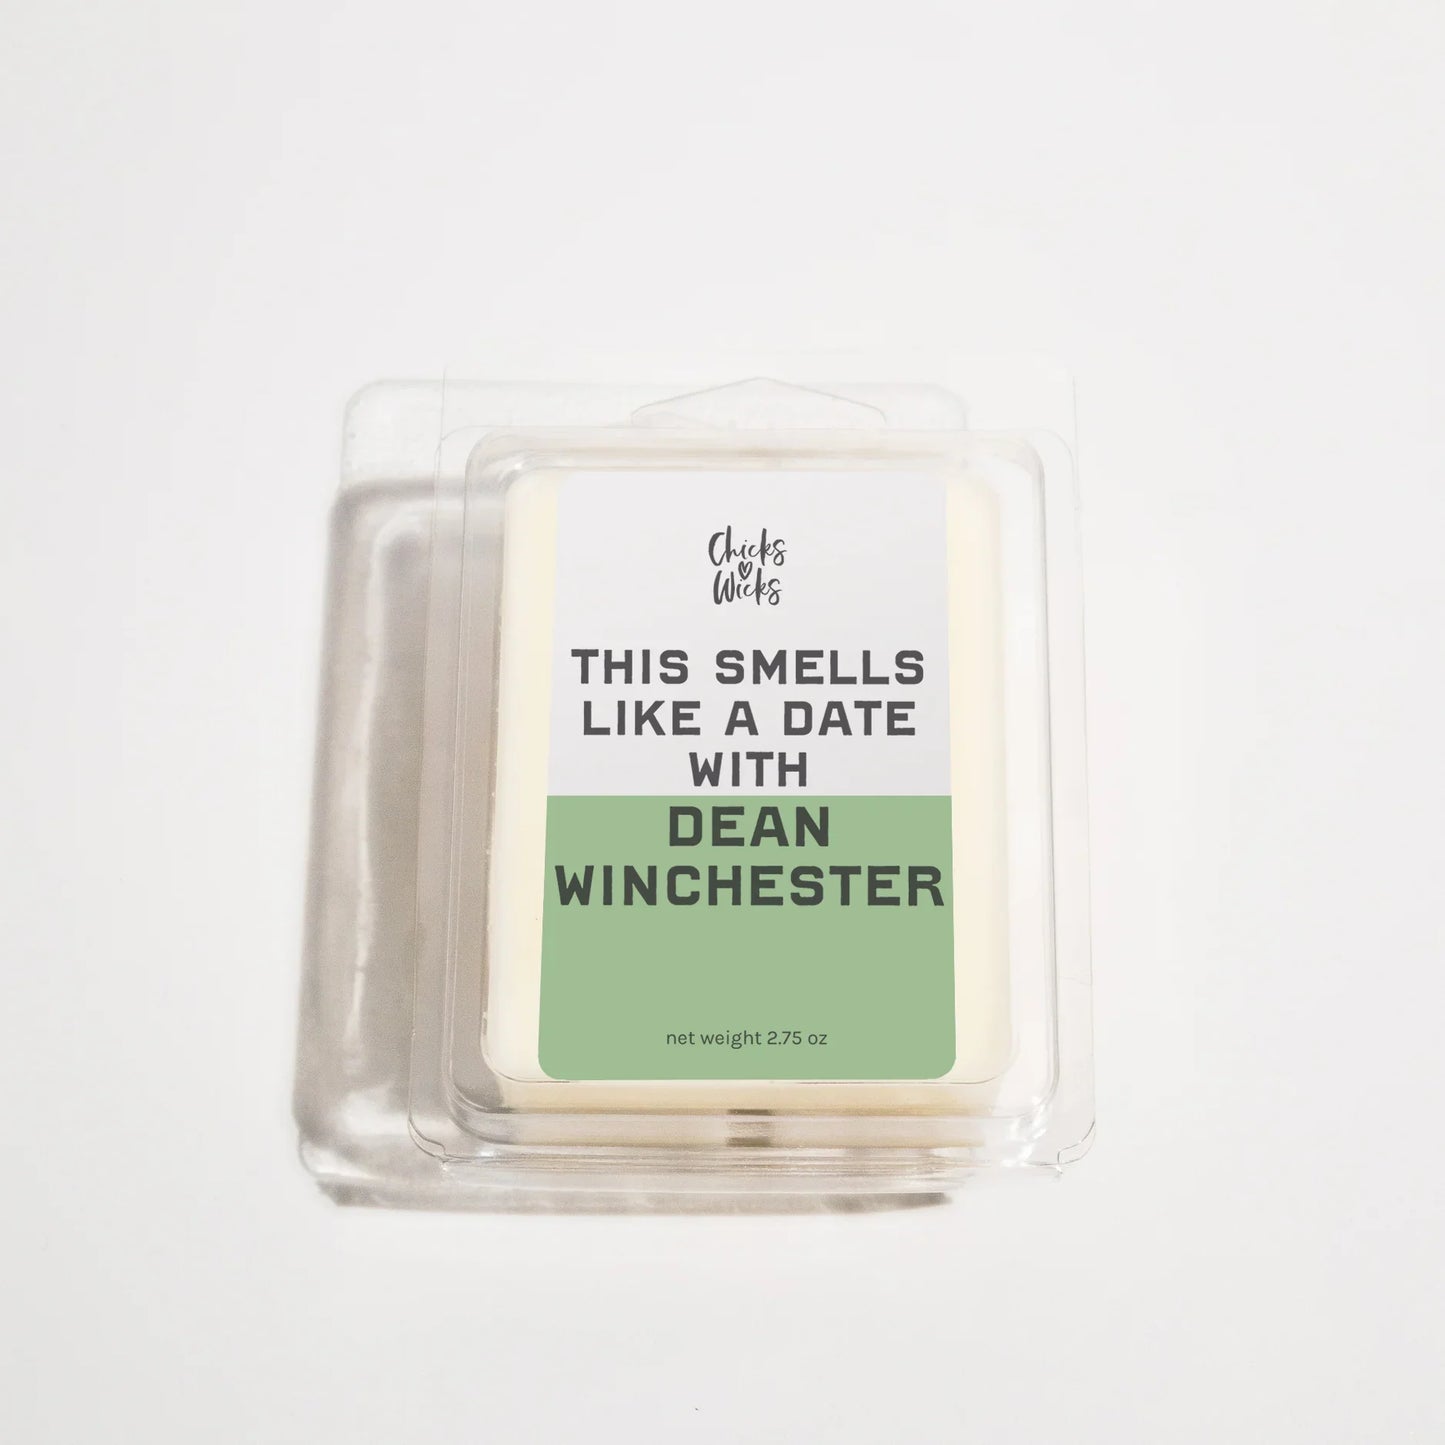 Chicks
Wicks
THIS SMELLS
LIKE A DATE
WITH
DEAN
WINCHESTER
net weight 2.75 oz